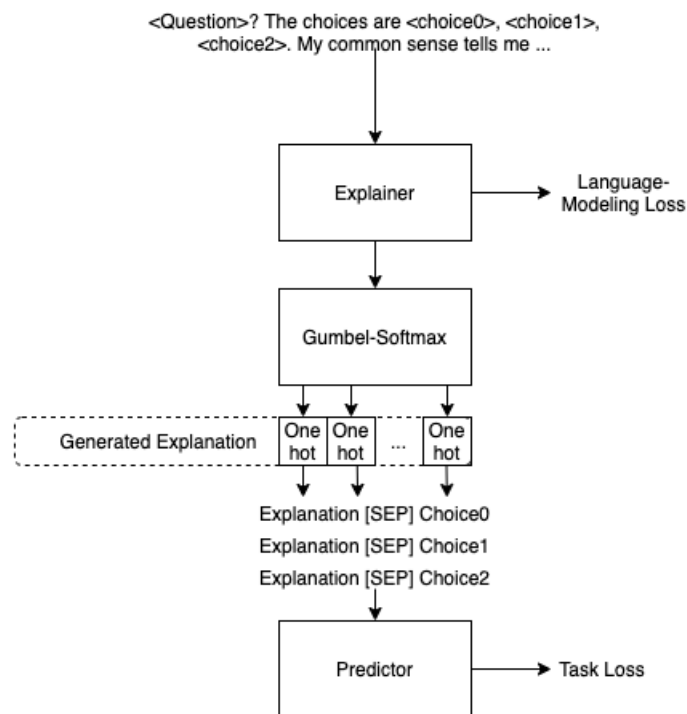 <Question>? The choices are <choice0>, <choice1>,
<choice2>. My common sense tells me ...
Explainer
Language-
Modeling Loss
Gumbel-Softmax
Generated Explanation
One hot
One hot
...
One hot
Explanation [SEP] Choice0
Explanation [SEP] Choice1
Explanation [SEP] Choice2
Predictor
Task Loss